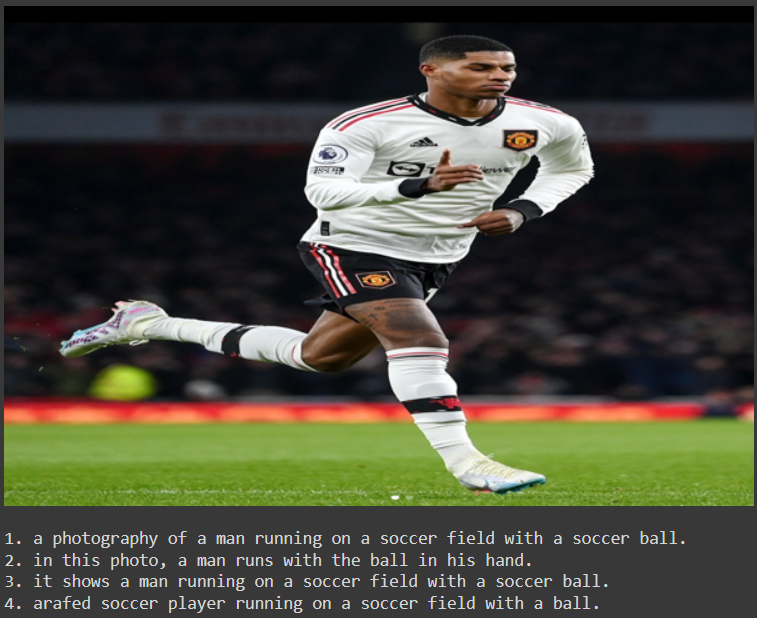 adidas
1. a photography of a man running on a soccer field with a soccer ball.
2. in this photo, a man runs with the ball in his hand.
3. it shows a man running on a soccer field with a soccer ball.
4. arafed soccer player running on a soccer field with a ball.